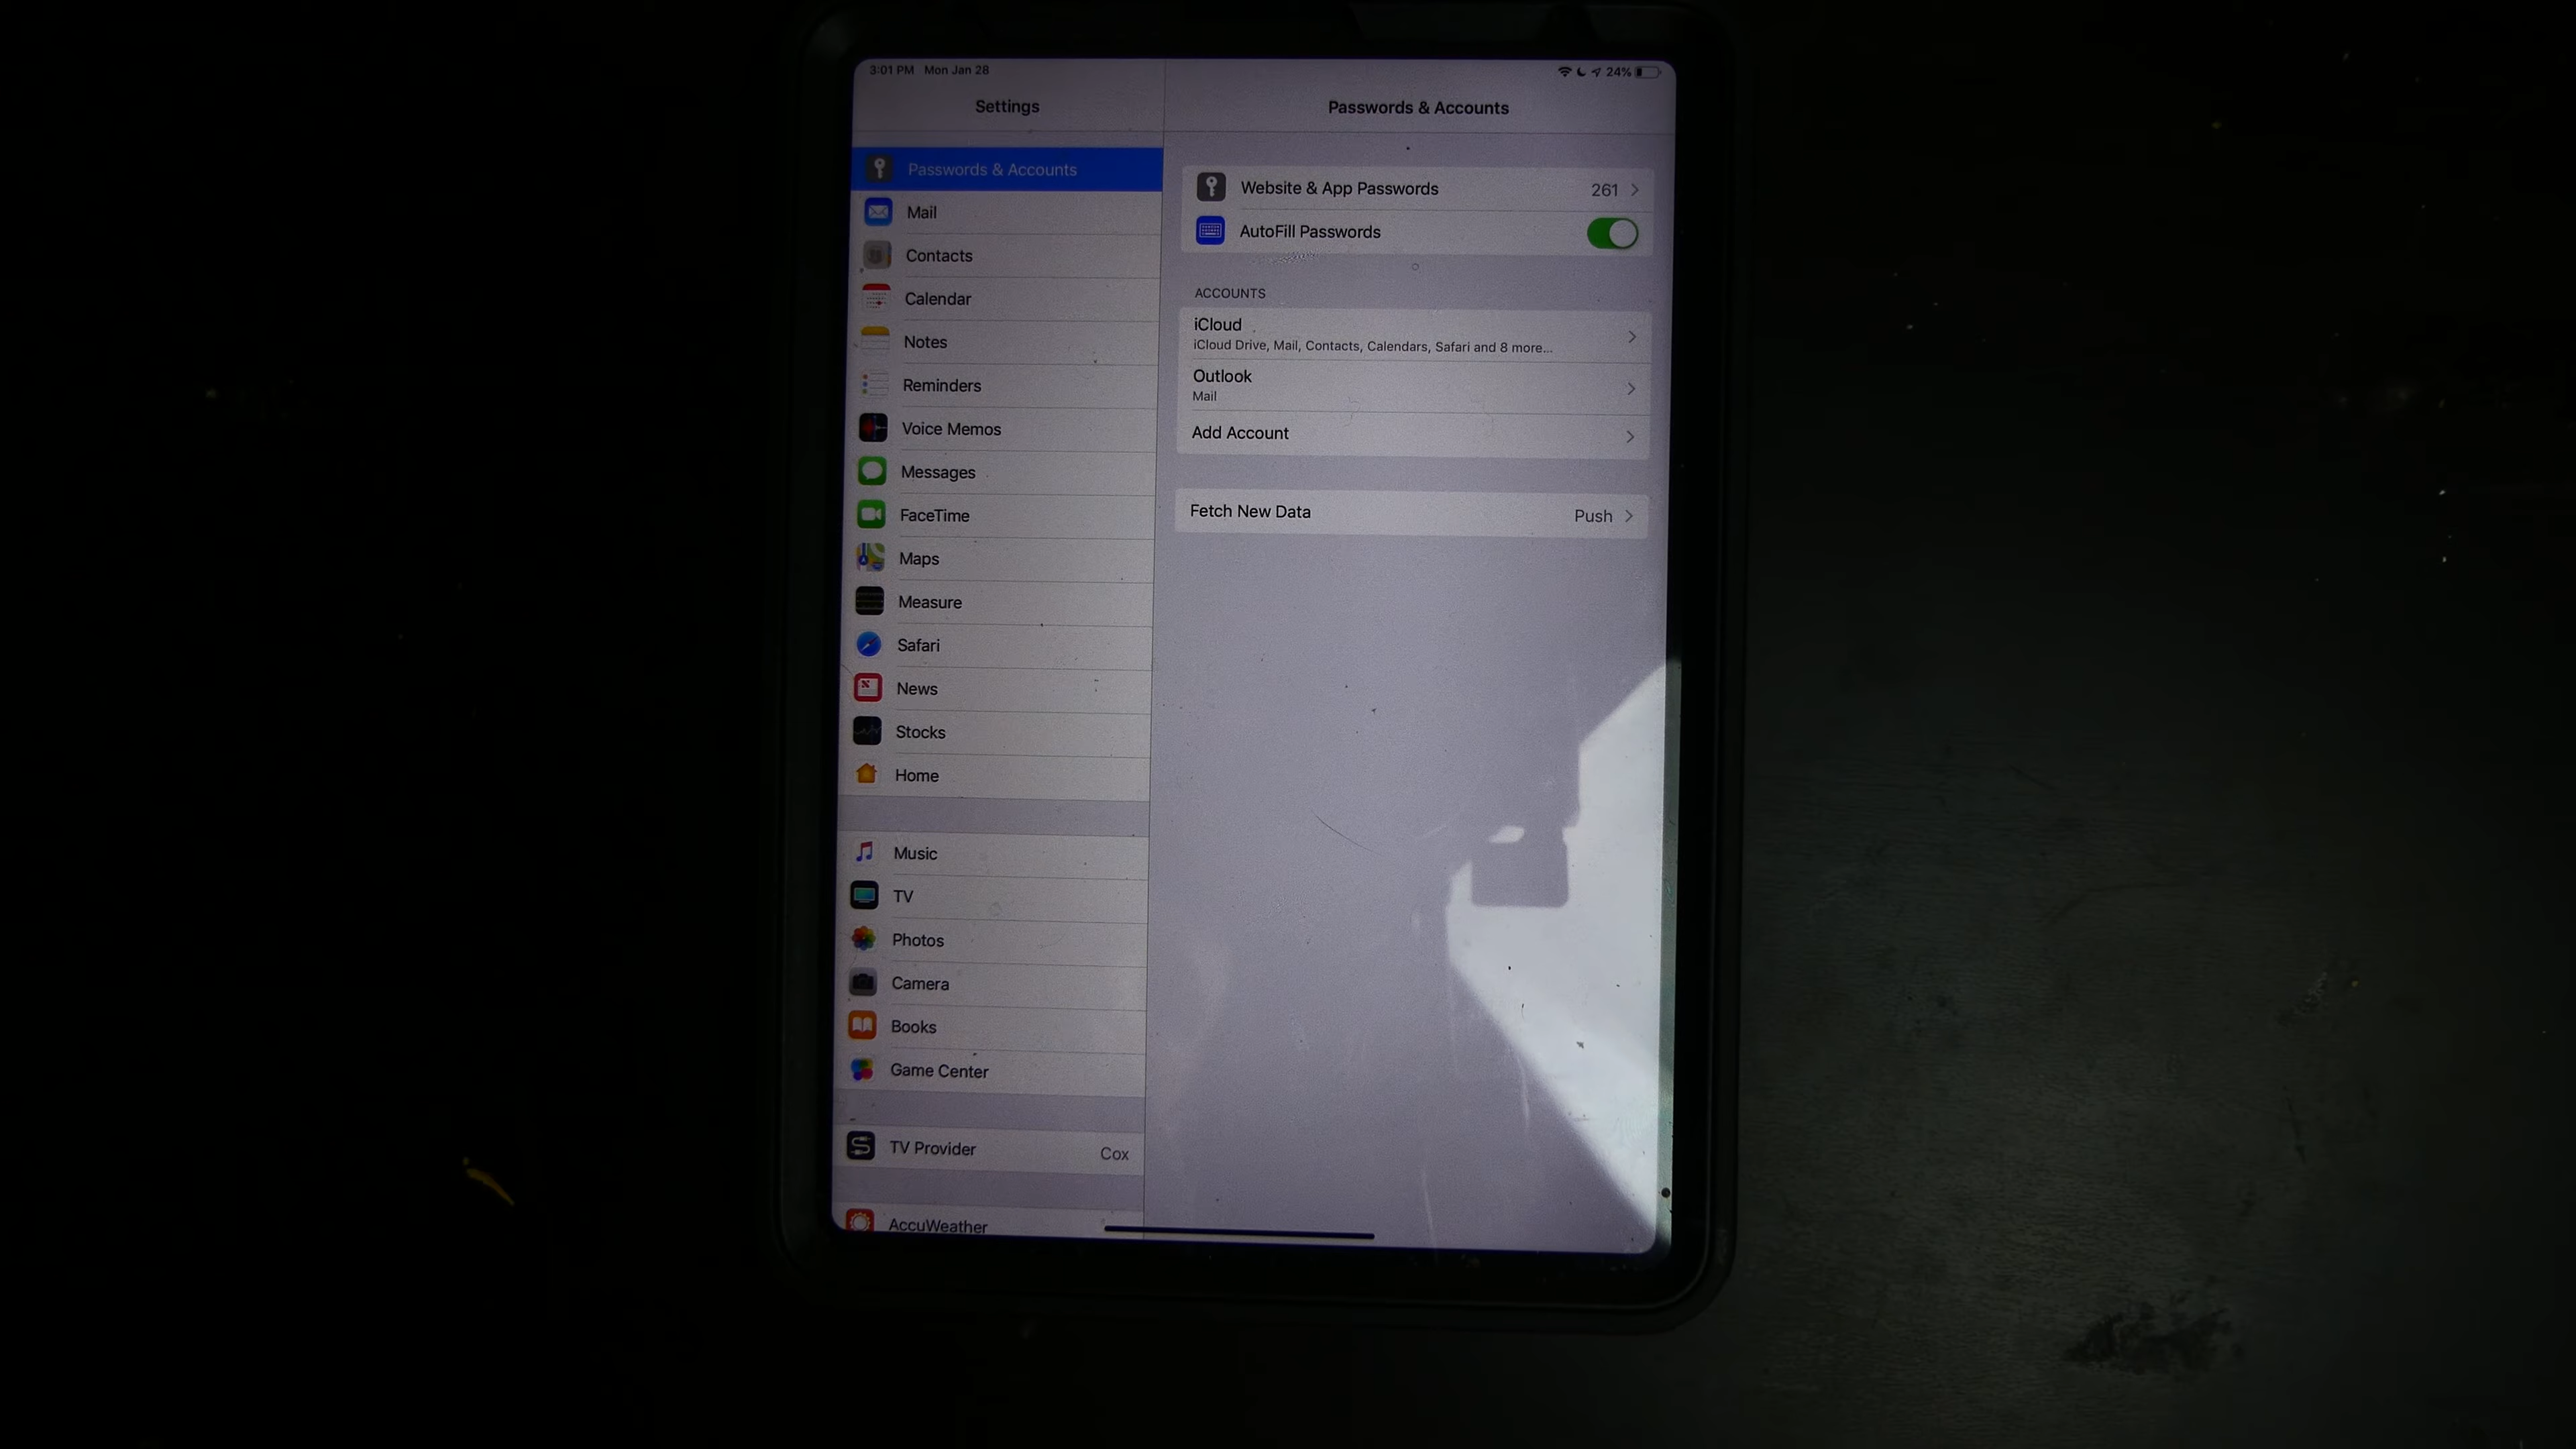 3:01 PM Mon Jan 28
24%
Settings
Passwords & Accounts
Mail
Contacts
Calendar
Notes
Reminders
Voice Memos
Messages
FaceTime
Maps
Measure
Safari
News
Stocks
Home
Music
TV
Photos
Camera
Books
Game Center
TV Provider Cox
AccuWeather
Passwords & Accounts
Website & App Passwords 261
AutoFill Passwords
ACCOUNTS
iCloud
iCloud Drive, Mail, Contacts, Calendars, Safari and 8 more...
Outlook
Mail
Add Account
Fetch New Data Push